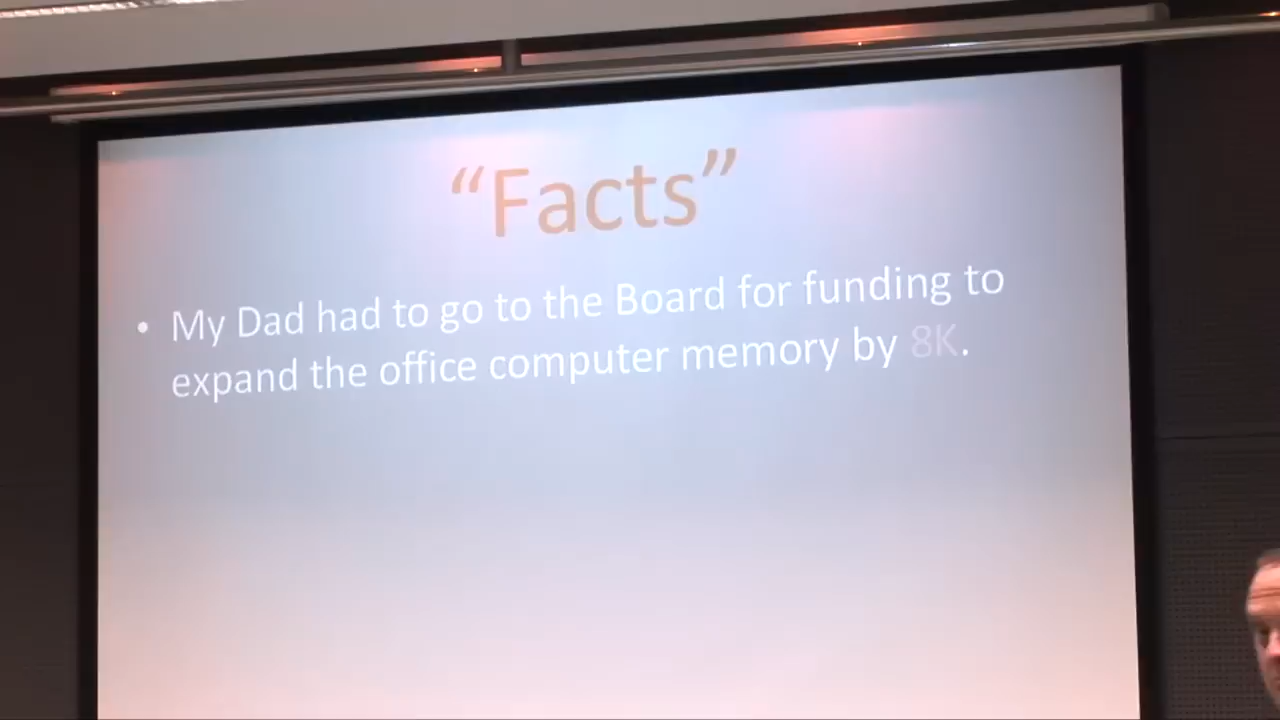 “Facts”
• My Dad had to go to the Board for funding to
expand the office computer memory by 8K.